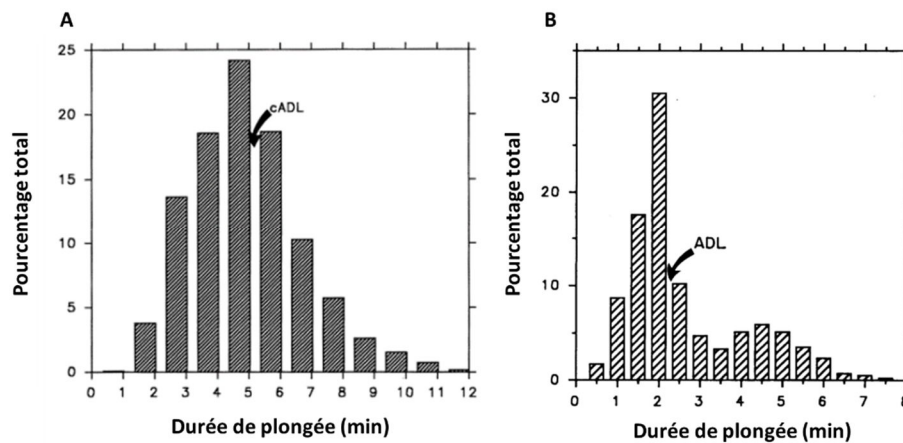 A
25
20
15
10
5
0
cADL
0 1 2 3 4 5 6 7 8 9 10 11 12
Pourcentage total
Durée de plongée (min)
B
30
20
10
0
ADL
0 1 2 3 4 5 6 7 8
Pourcentage total
Durée de plongée (min)